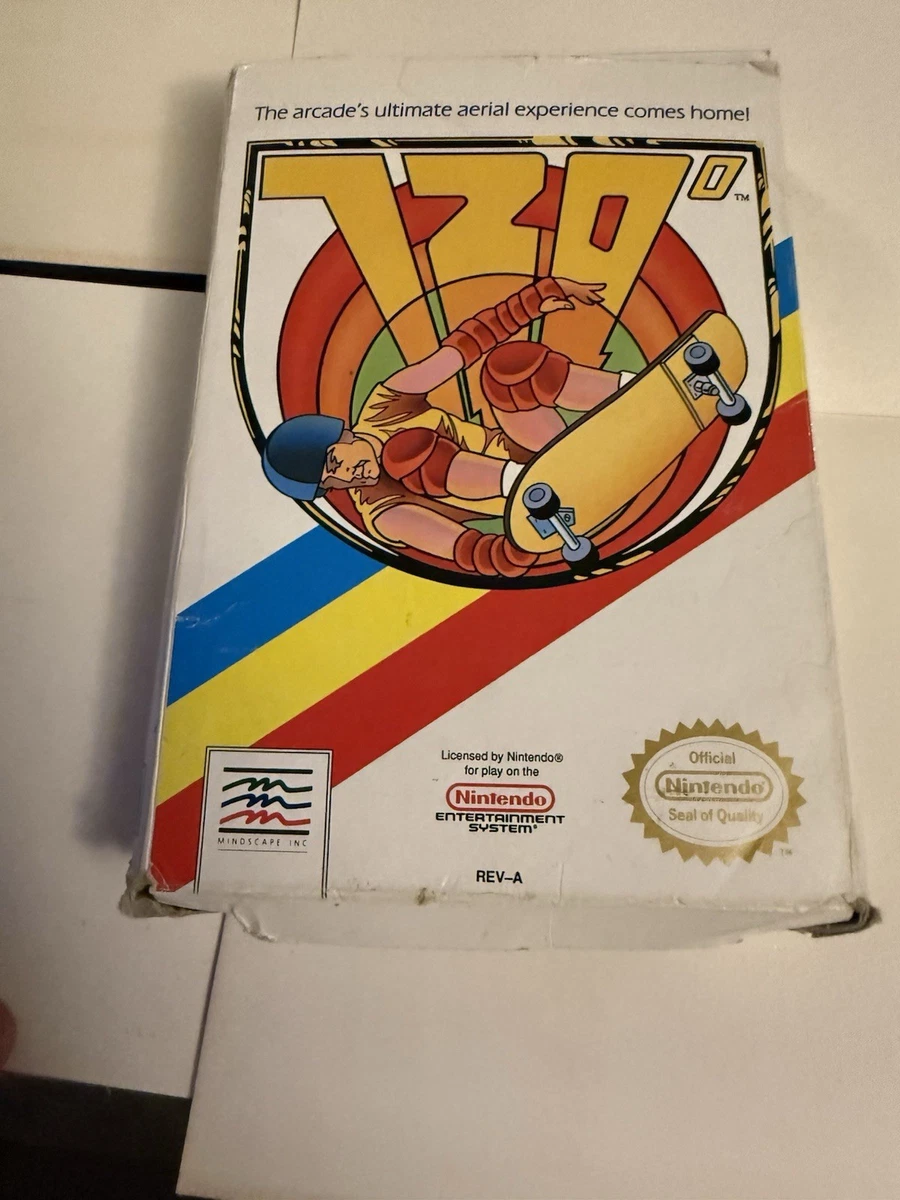 The arcade's ultimate aerial experience comes home!
720°™
MINDSCAPE INC
Licensed by Nintendo®
for play on the
Nintendo
ENTERTAINMENT
SYSTEM®
REV–A
Official
Nintendo®
Seal of Quality
TM